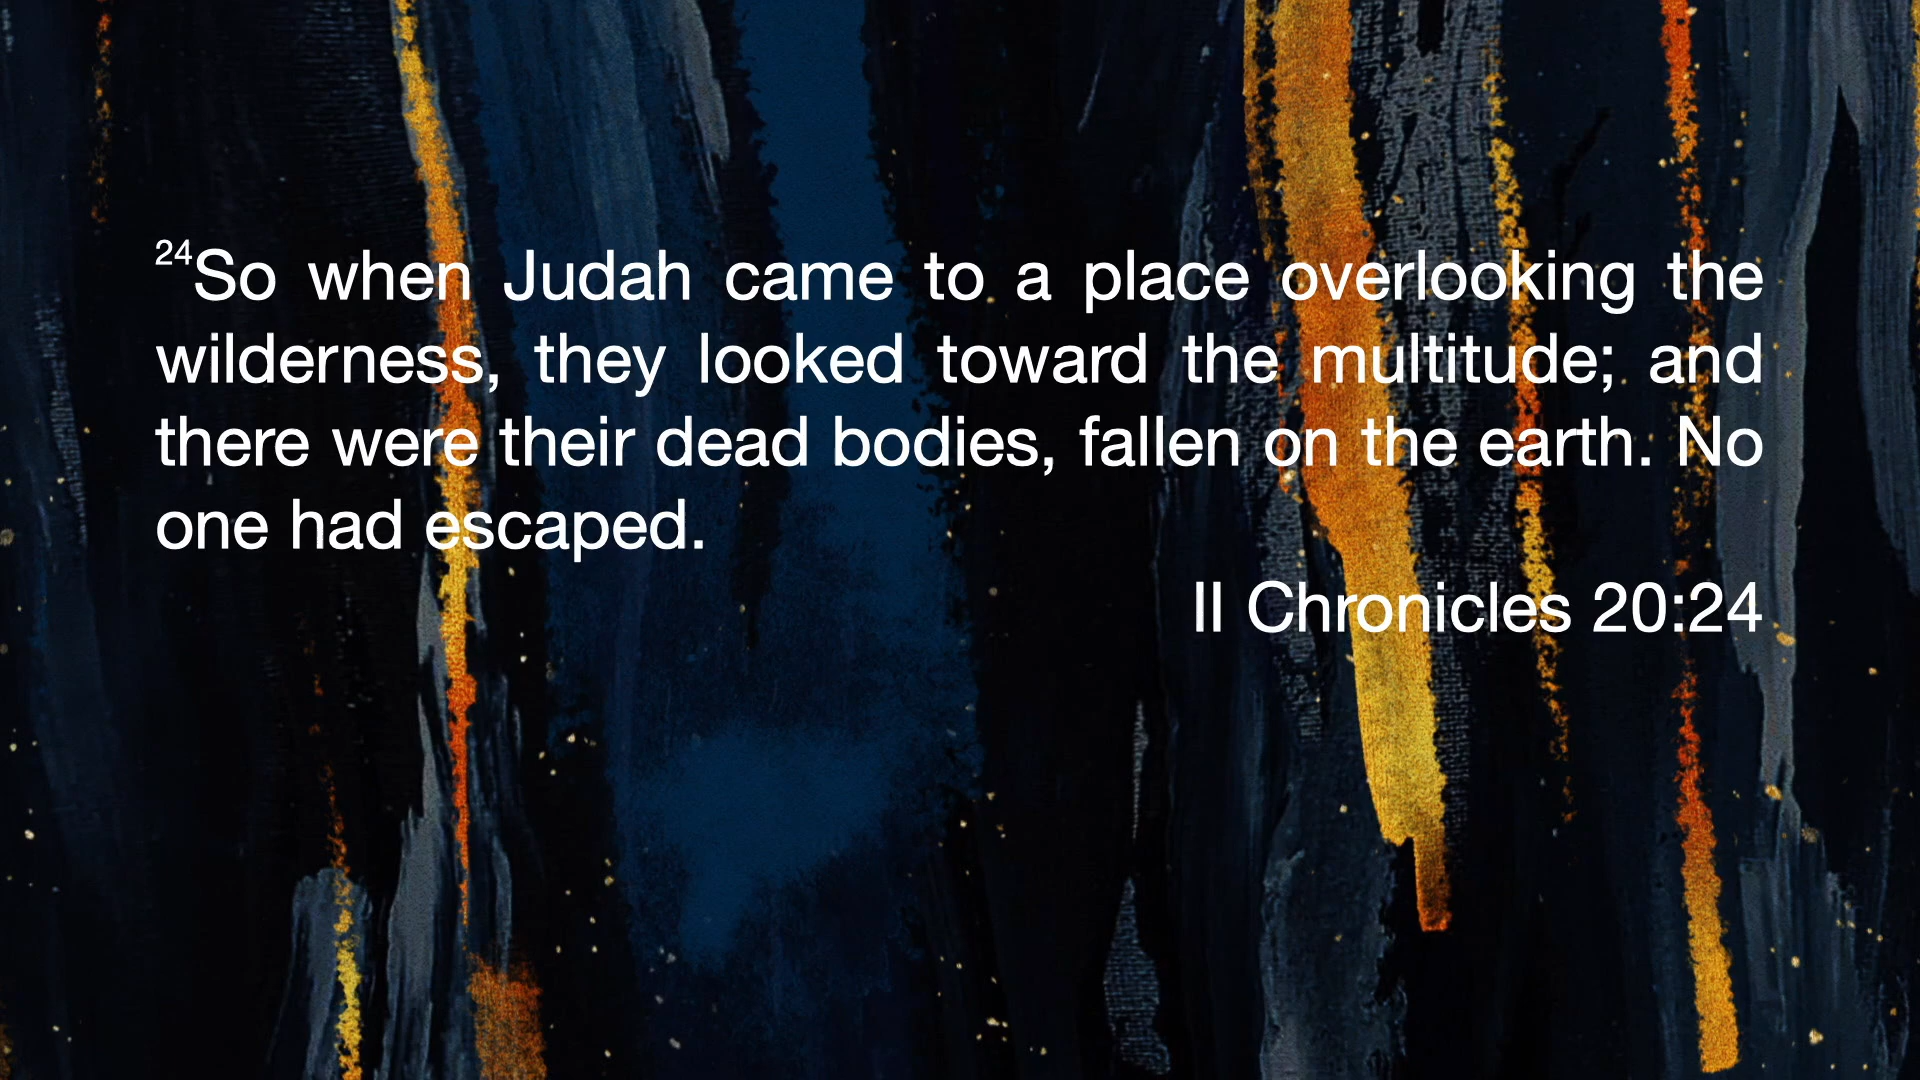 24So when Judah came to a place overlooking the
wilderness, they looked toward the multitude; and
there were their dead bodies, fallen on the earth. No
one had escaped.
II Chronicles 20:24